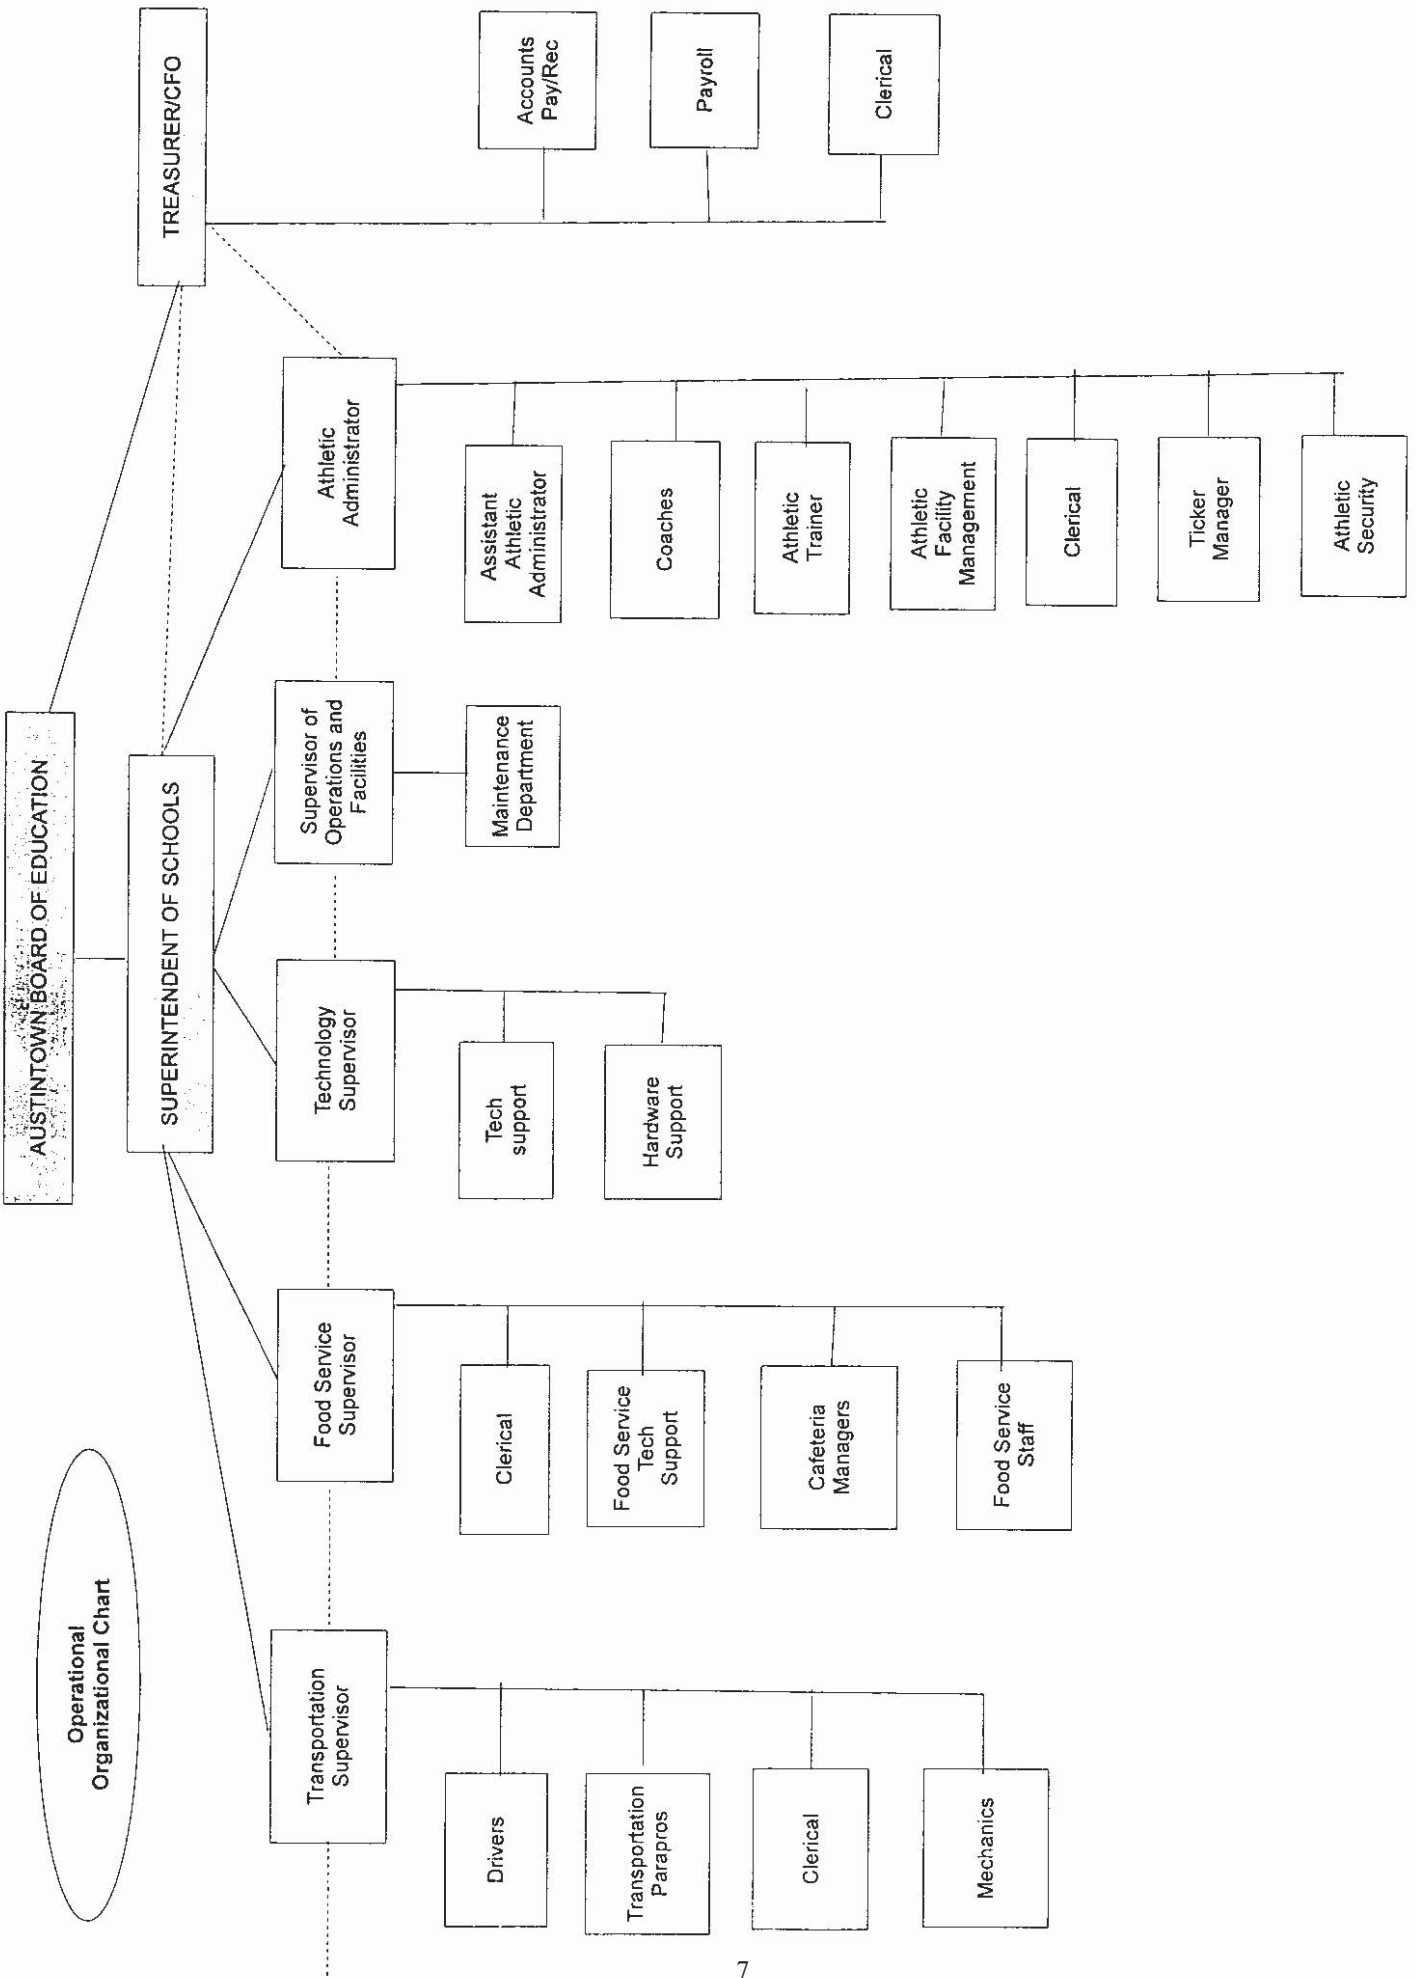 Operational
Organizational Chart
AUSTINTOWN BOARD OF EDUCATION
SUPERINTENDENT OF SCHOOLS
TREASURER/CFO
Transportation
Supervisor
Food Service
Supervisor
Technology
Supervisor
Supervisor of
Operations and
Facilities
Athletic
Administrator
Drivers
Transportation
Parapros
Clerical
Mechanics
Clerical
Food Service
Tech
Support
Cafeteria
Managers
Food Service
Staff
Tech
support
Hardware
Support
Maintenance
Department
Assistant
Athletic
Administrator
Coaches
Athletic
Trainer
Athletic
Facility
Management
Clerical
Ticker
Manager
Athletic
Security
Accounts
Pay/Rec
Payroll
Clerical
7